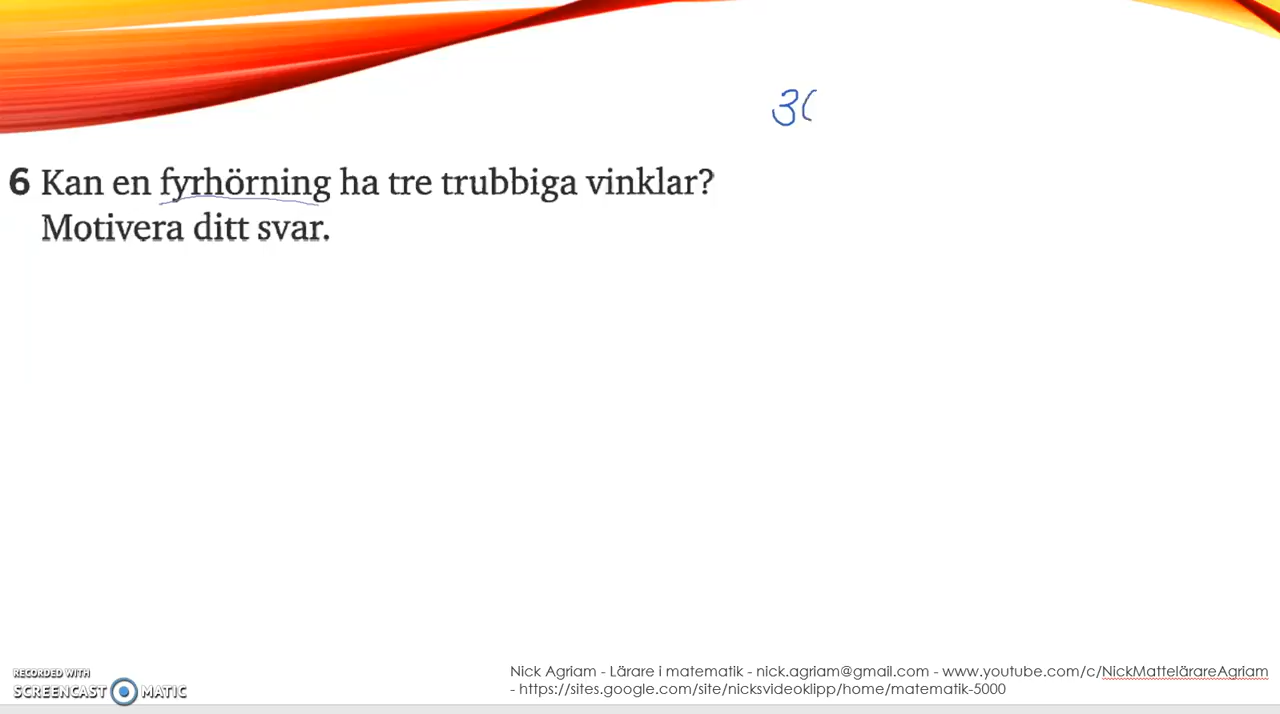 3(
6 Kan en fyrhörning ha tre trubbiga vinklar?
Motivera ditt svar.
RECORDED WITH
SCREENCAST MATIC
Nick Agriam - Lärare i matematik - nick.agriam@gmail.com - www.youtube.com/c/NickMattelärareAgriam
- https://sites.google.com/site/nicksvideoklipp/home/matematik-5000